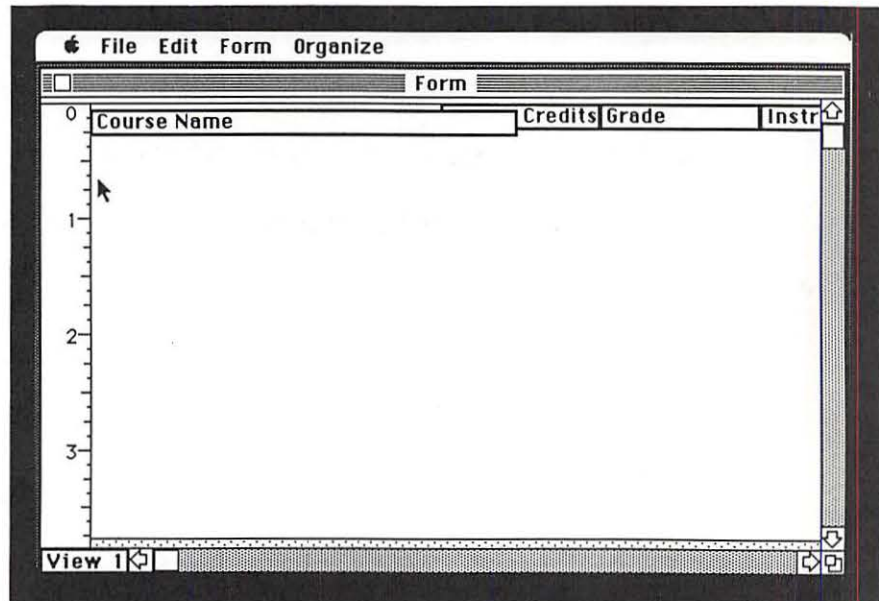 File Edit Form Organize
Form
0
Course Name Credits Grade Instr
1
2
3
View 1